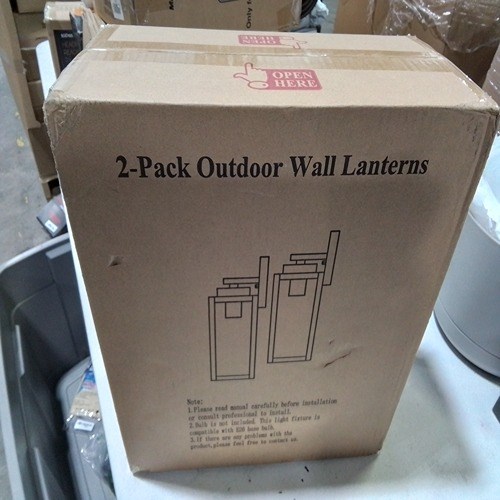 OPEN
HERE
OPEN
HERE
2-Pack Outdoor Wall Lanterns
Note:
1.Please read manual carefully before installation
or consult professional to install.
2.Bulb is not included. This light fixture is
compatible with E26 base bulb.
3.If there are any problems with the
product,please feel free to contact us